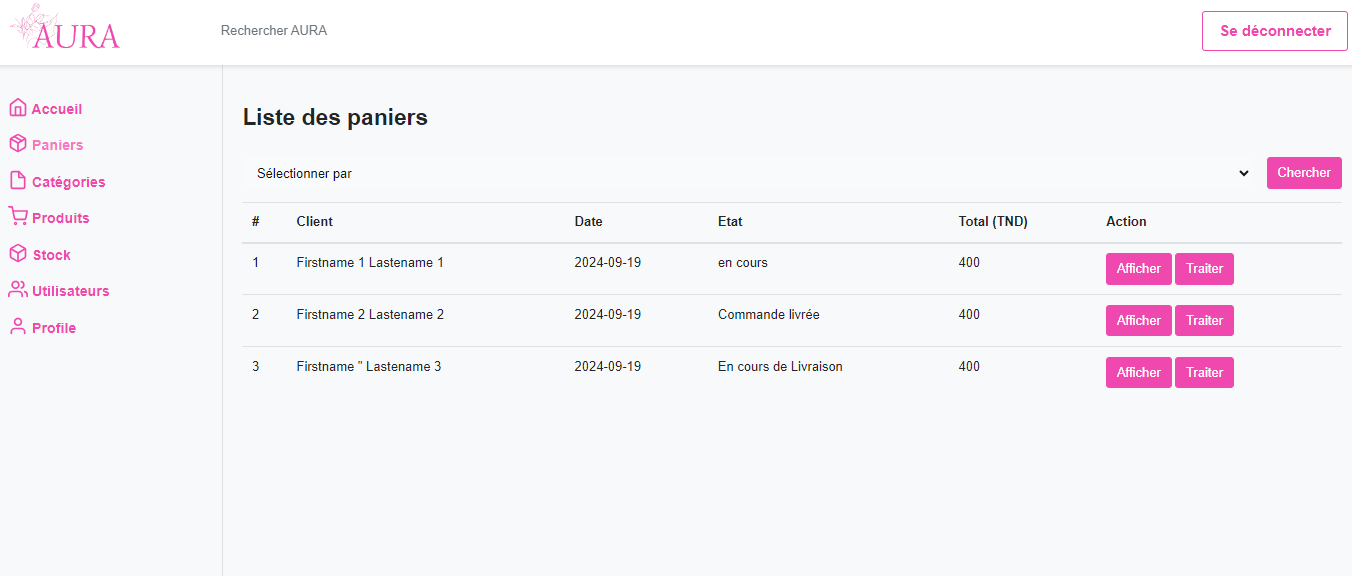 AURA
Rechercher AURA
Se déconnecter
Accueil
Paniers
Catégories
Produits
Stock
Utilisateurs
Profile
Liste des paniers
Sélectionner par
Chercher
# Client Date Etat Total (TND) Action
1 Firstname 1 Lastename 1 2024-09-19 en cours 400 Afficher Traiter
2 Firstname 2 Lastename 2 2024-09-19 Commande livrée 400 Afficher Traiter
3 Firstname " Lastename 3 2024-09-19 En cours de Livraison 400 Afficher Traiter